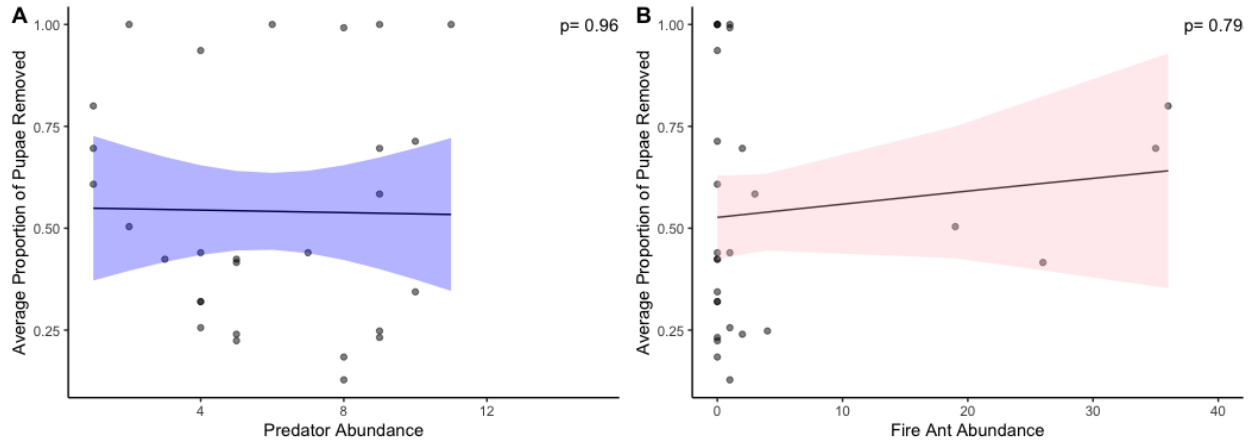 A
p= 0.96
1.00
0.75
0.50
0.25
Average Proportion of Pupae Removed
4
8
12
Predator Abundance
B
p= 0.79
1.00
0.75
0.50
0.25
Average Proportion of Pupae Removed
0
10
20
30
40
Fire Ant Abundance